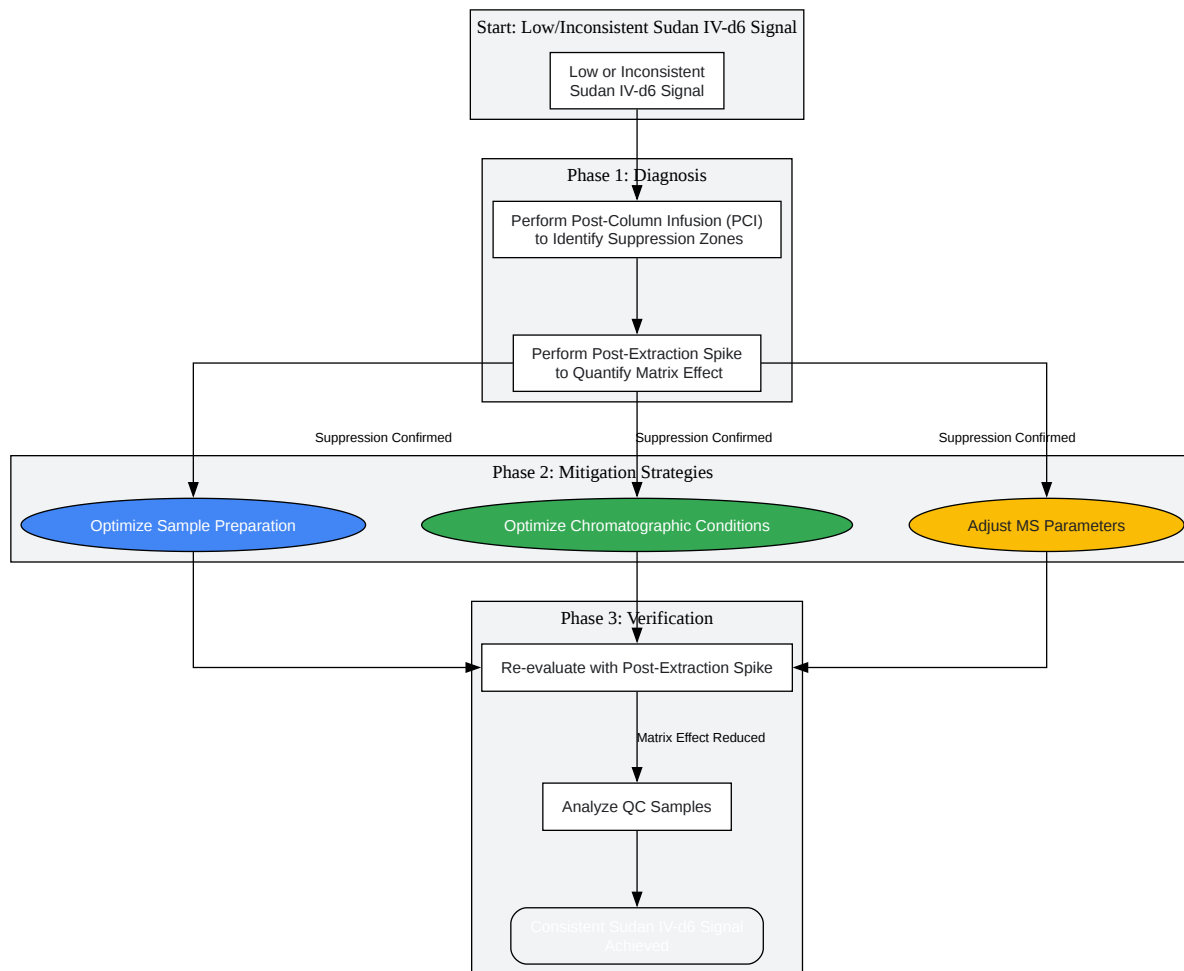 Start: Low/Inconsistent Sudan IV-d6 Signal
Low or Inconsistent
Sudan IV-d6 Signal
Phase 1: Diagnosis
Perform Post-Column Infusion (PCI)
to Identify Suppression Zones
Perform Post-Extraction Spike
to Quantify Matrix Effect
Suppression Confirmed
Suppression Confirmed
Suppression Confirmed
Phase 2: Mitigation Strategies
Optimize Sample Preparation
Optimize Chromatographic Conditions
Adjust MS Parameters
Phase 3: Verification
Re-evaluate with Post-Extraction Spike
Matrix Effect Reduced
Analyze QC Samples
Consistent Sudan IV-d6 Signal
Achieved